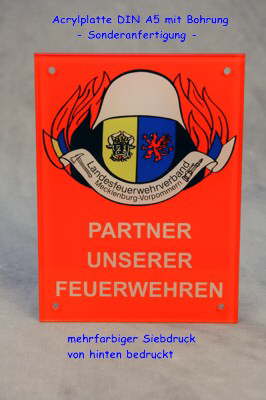 Acrylplatte DIN A5 mit Bohrung
- Sonderanfertigung -
Landesfeuerwehrverband
Mecklenburg-Vorpommern
PARTNER
UNSERER
FEUERWEHREN
mehrfarbiger Siebdruck
von hinten bedruckt